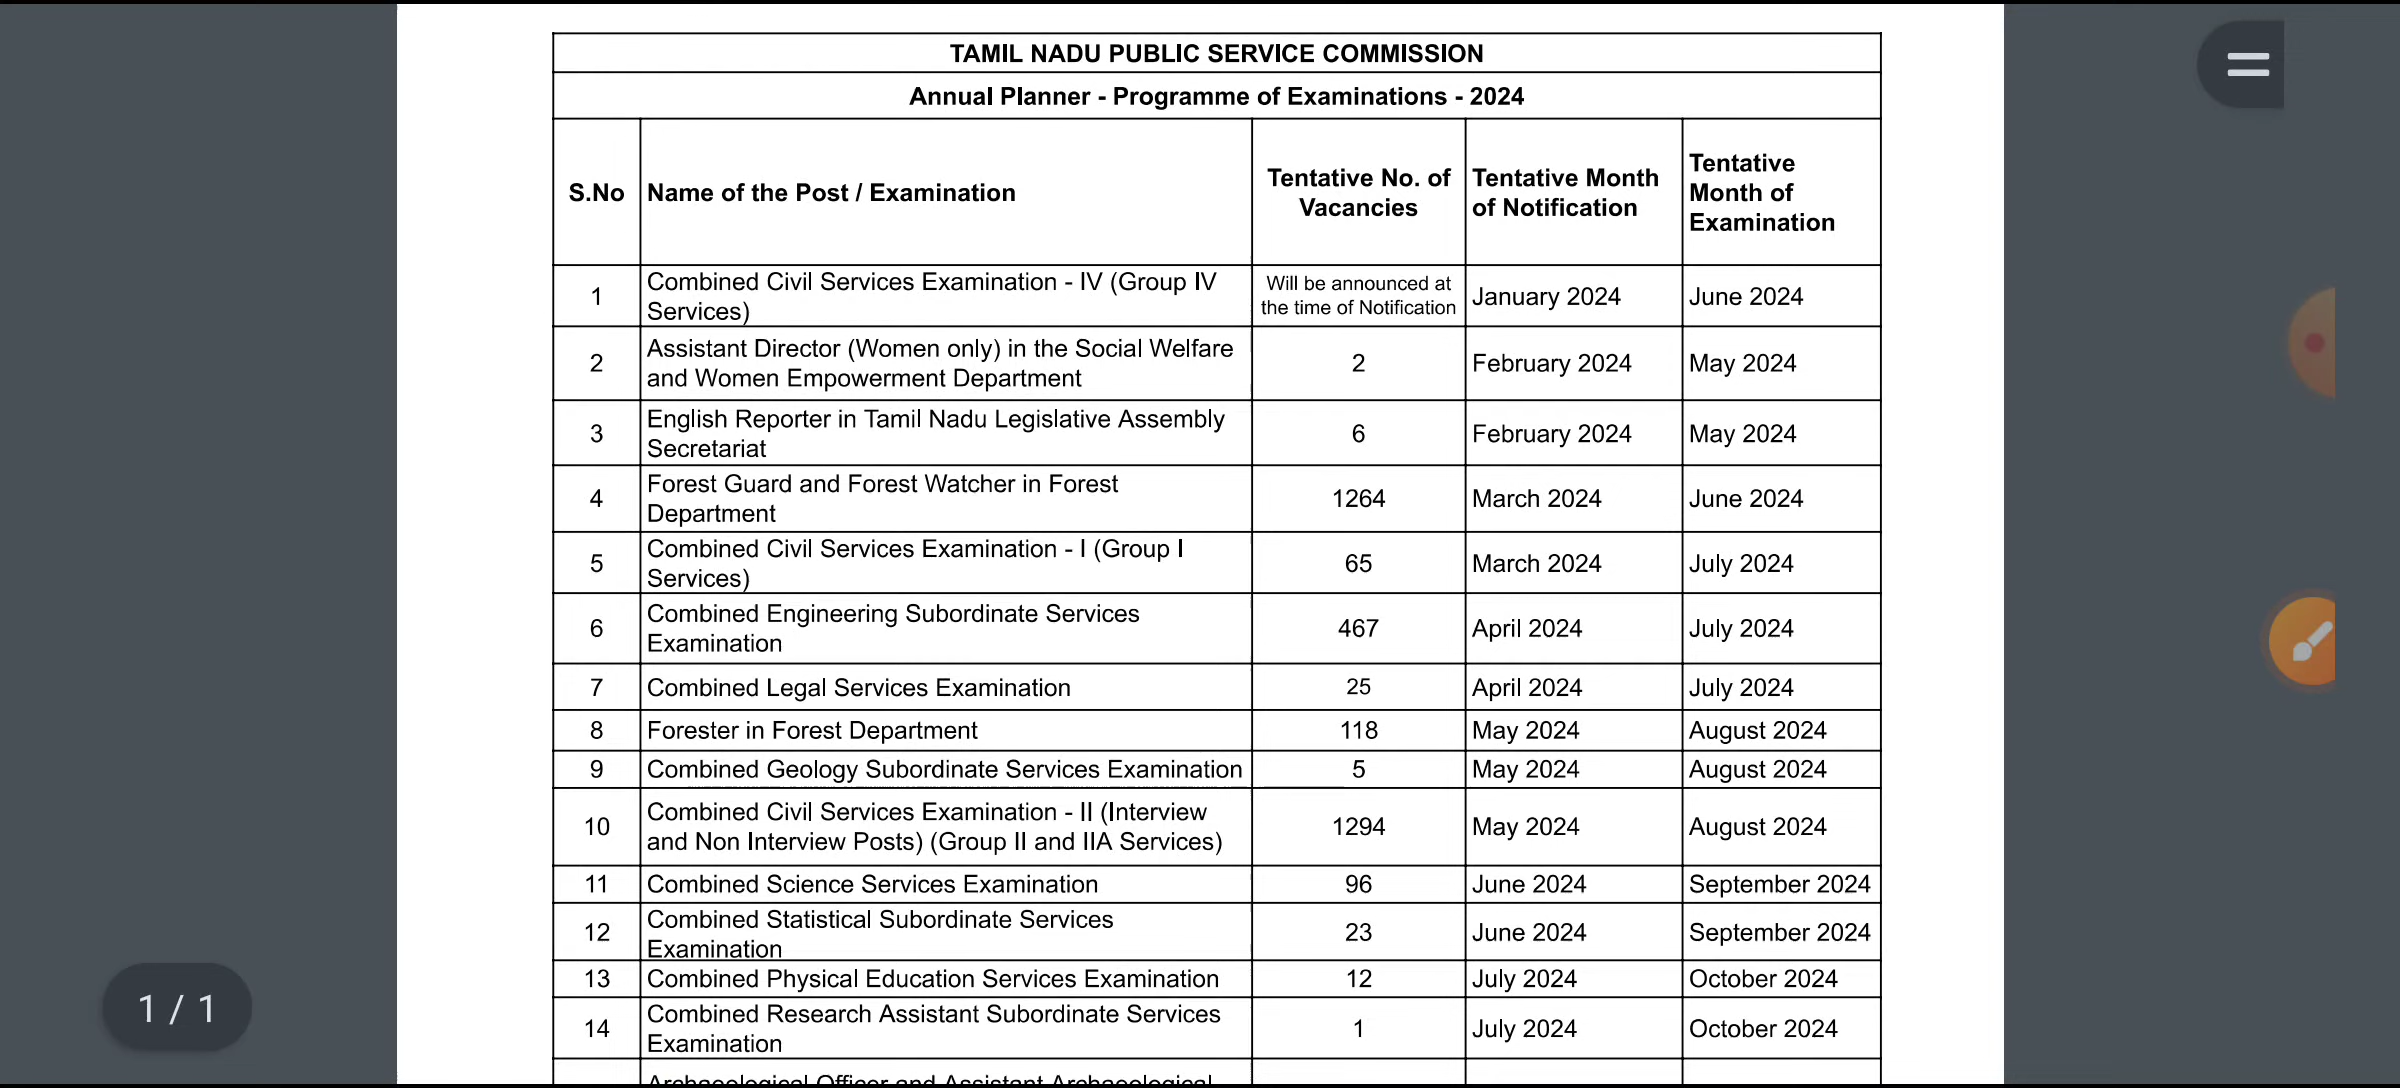 TAMIL NADU PUBLIC SERVICE COMMISSION
Annual Planner - Programme of Examinations - 2024
S.No
Name of the Post / Examination
Tentative No. of
Vacancies
Tentative Month
of Notification
Tentative
Month of
Examination
1
Combined Civil Services Examination - IV (Group IV
Services)
Will be announced at
the time of Notification
January 2024
June 2024
2
Assistant Director (Women only) in the Social Welfare
and Women Empowerment Department
2
February 2024
May 2024
3
English Reporter in Tamil Nadu Legislative Assembly
Secretariat
6
February 2024
May 2024
4
Forest Guard and Forest Watcher in Forest
Department
1264
March 2024
June 2024
5
Combined Civil Services Examination - I (Group I
Services)
65
March 2024
July 2024
6
Combined Engineering Subordinate Services
Examination
467
April 2024
July 2024
7
Combined Legal Services Examination
25
April 2024
July 2024
8
Forester in Forest Department
118
May 2024
August 2024
9
Combined Geology Subordinate Services Examination
5
May 2024
August 2024
10
Combined Civil Services Examination - II (Interview
and Non Interview Posts) (Group II and IIA Services)
1294
May 2024
August 2024
11
Combined Science Services Examination
96
June 2024
September 2024
12
Combined Statistical Subordinate Services
Examination
23
June 2024
September 2024
13
Combined Physical Education Services Examination
12
July 2024
October 2024
14
Combined Research Assistant Subordinate Services
Examination
1
July 2024
October 2024
Archaeological Officer and Assistant Archaeological
1 / 1